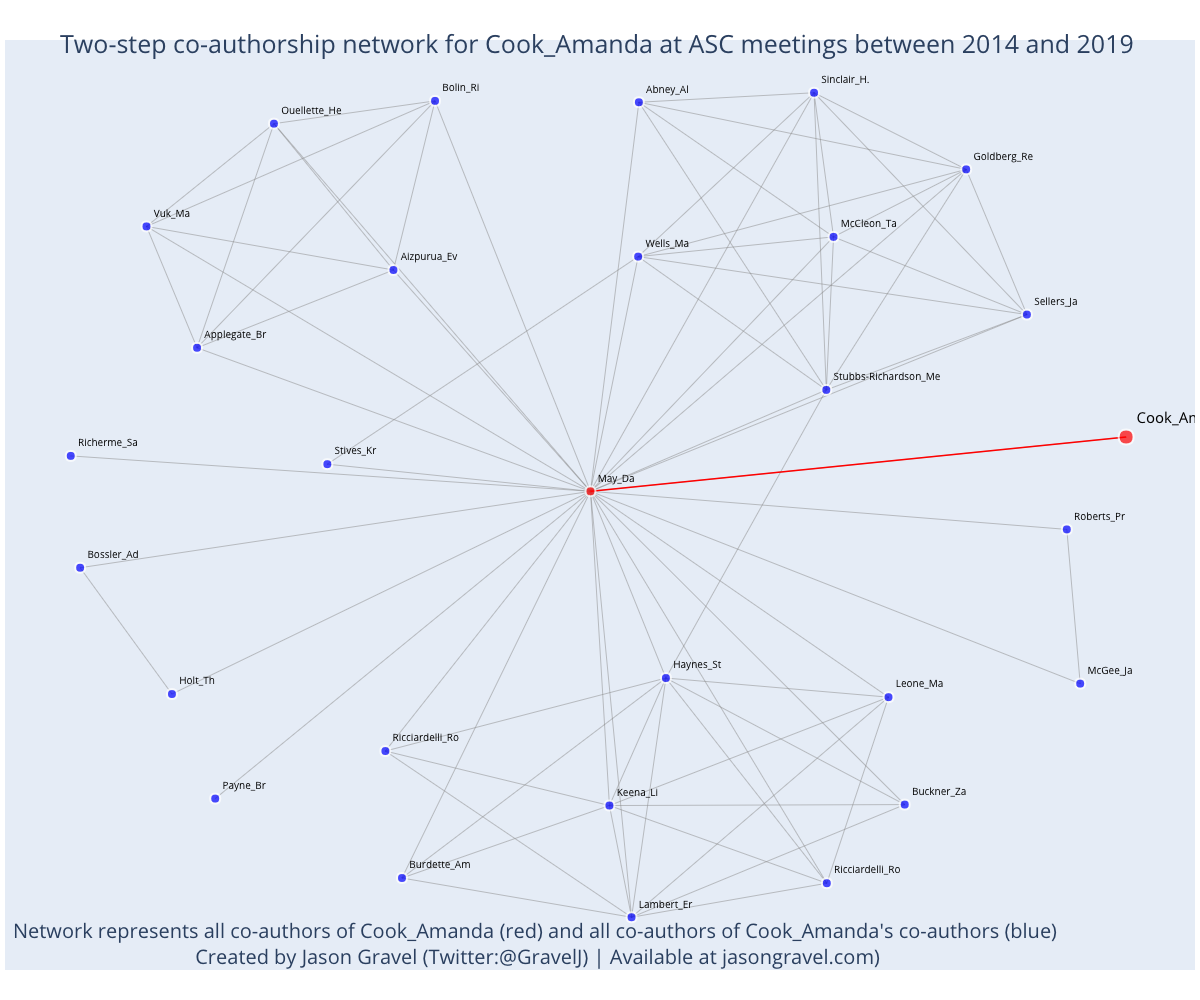 Two-step co-authorship network for Cook_Amanda at ASC meetings between 2014 and 2019
Sinclair_H.
Bolin_Ri
Abney_Al
Ouellette_He
Goldberg_Re
Vuk_Ma
McCleon_Ta
Wells_Ma
Aizpurua_Ev
Sellers_Ja
Applegate_Br
Stubbs-Richardson_Me
Cook_Am
Richerme_Sa
Stives_Kr
May_Da
Roberts_Pr
Bossler_Ad
Haynes_St
McGee_Ja
Holt_Th
Leone_Ma
Ricciardelli_Ro
Payne_Br
Keena_Li
Buckner_Za
Burdette_Am
Ricciardelli_Ro
Lambert_Er
Network represents all co-authors of Cook_Amanda (red) and all co-authors of Cook_Amanda's co-authors (blue)
Created by Jason Gravel (Twitter:@GravelJ) | Available at jasongravel.com)